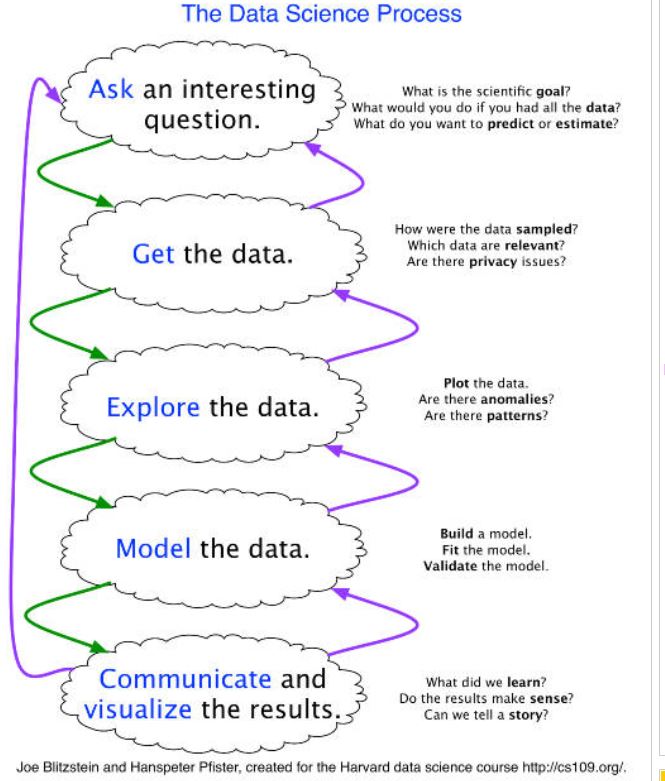 The Data Science Process
Ask an interesting
question.
What is the scientific goal?
What would you do if you had all the data?
What do you want to predict or estimate?
Get the data.
How were the data sampled?
Which data are relevant?
Are there privacy issues?
Explore the data.
Plot the data.
Are there anomalies?
Are there patterns?
Model the data.
Build a model.
Fit the model.
Validate the model.
Communicate and
visualize the results.
What did we learn?
Do the results make sense?
Can we tell a story?
Joe Blitzstein and Hanspeter Pfister, created for the Harvard data science course http://cs109.org/.